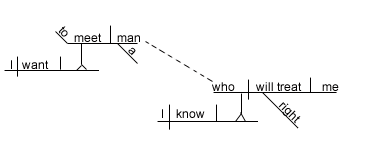 to meet man
a
I want
who will treat me
I know
right